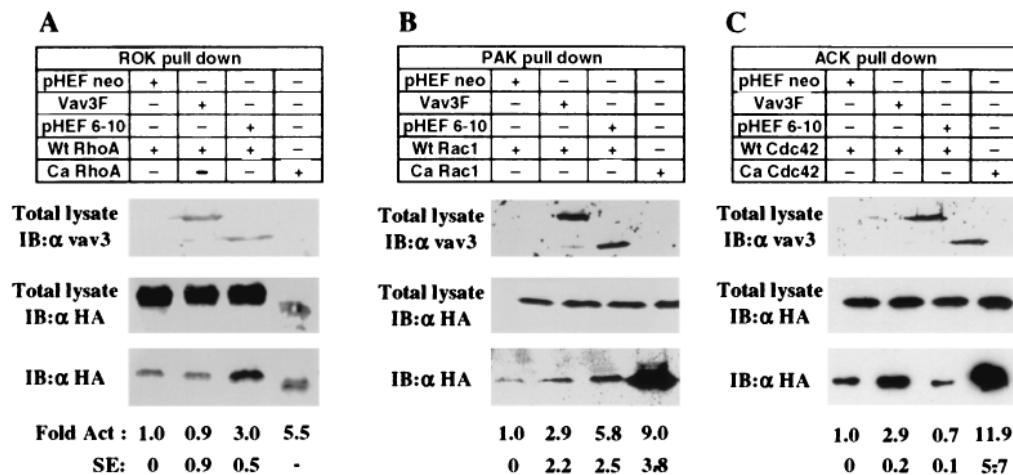 A
ROK pull down
pHEF neo + – – –
Vav3F – + – –
pHEF 6-10 – – + –
Wt RhoA + + + –
Ca RhoA – – – +
Total lysate
IB:α vav3
Total lysate
IB:α HA
IB:α HA
Fold Act : 1.0 0.9 3.0 5.5
SE: 0 0.9 0.5 -
B
PAK pull down
pHEF neo + – – –
Vav3F – + – –
pHEF 6-10 – – + –
Wt Rac1 + + + –
Ca Rac1 – – – +
Total lysate
IB:α vav3
Total lysate
IB:α HA
IB:α HA
1.0 2.9 5.8 9.0
0 2.2 2.5 3.8
C
ACK pull down
pHEF neo + – – –
Vav3F – + – –
pHEF 6-10 – – + –
Wt Cdc42 + + + –
Ca Cdc42 – – – +
Total lysate
IB:α vav3
Total lysate
IB:α HA
IB:α HA
1.0 2.9 0.7 11.9
0 0.2 0.1 5.7